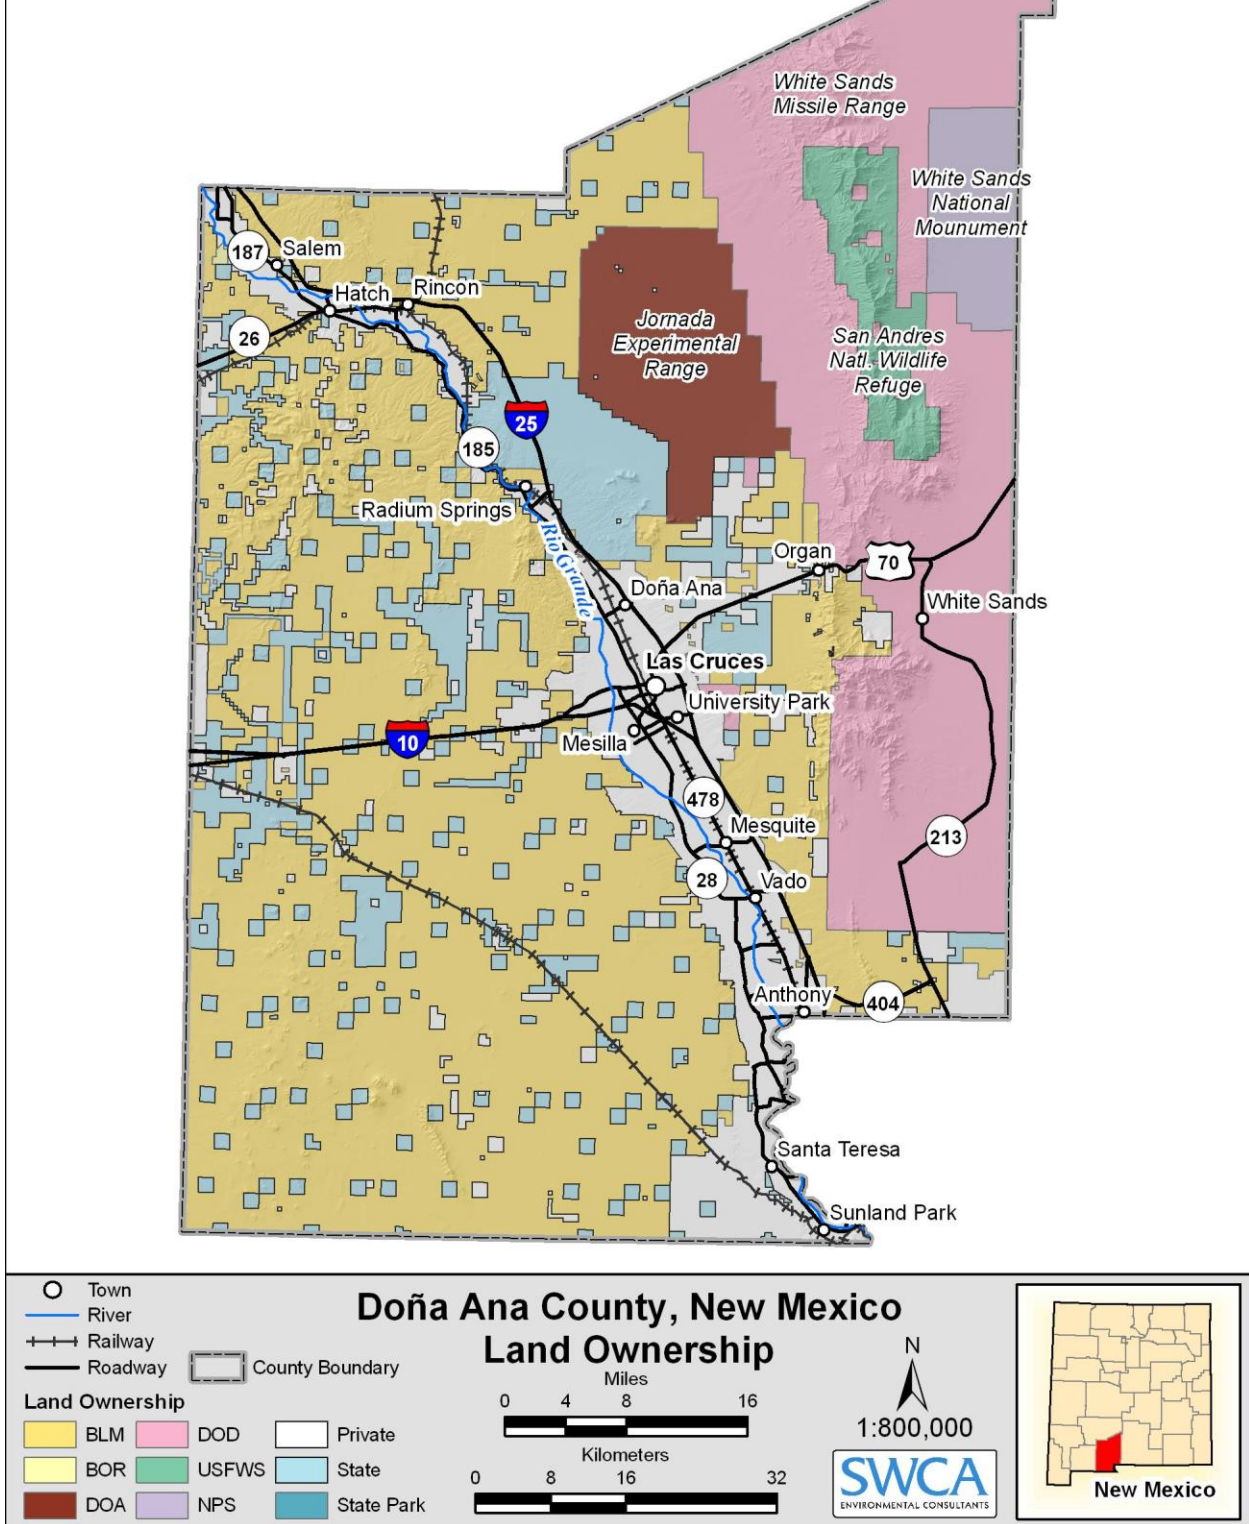 White Sands
Missile Range
White Sands
National
Mounument
187
Salem
Hatch
Rincon
26
Jornada
Experimental
Range
San Andres
Natl. Wildlife
Refuge
25
185
Radium Springs
Rio Grande
Organ
70
Doña Ana
White Sands
Las Cruces
University Park
10
Mesilla
478
Mesquite
213
28
Vado
Anthony
404
Santa Teresa
Sunland Park
Town
River
Railway
Roadway
County Boundary
Land Ownership
BLM
DOD
Private
BOR
USFWS
State
DOA
NPS
State Park
Doña Ana County, New Mexico
Land Ownership
Miles
0 4 8 16
Kilometers
0 8 16 32
N
1:800,000
SWCA
ENVIRONMENTAL CONSULTANTS
New Mexico